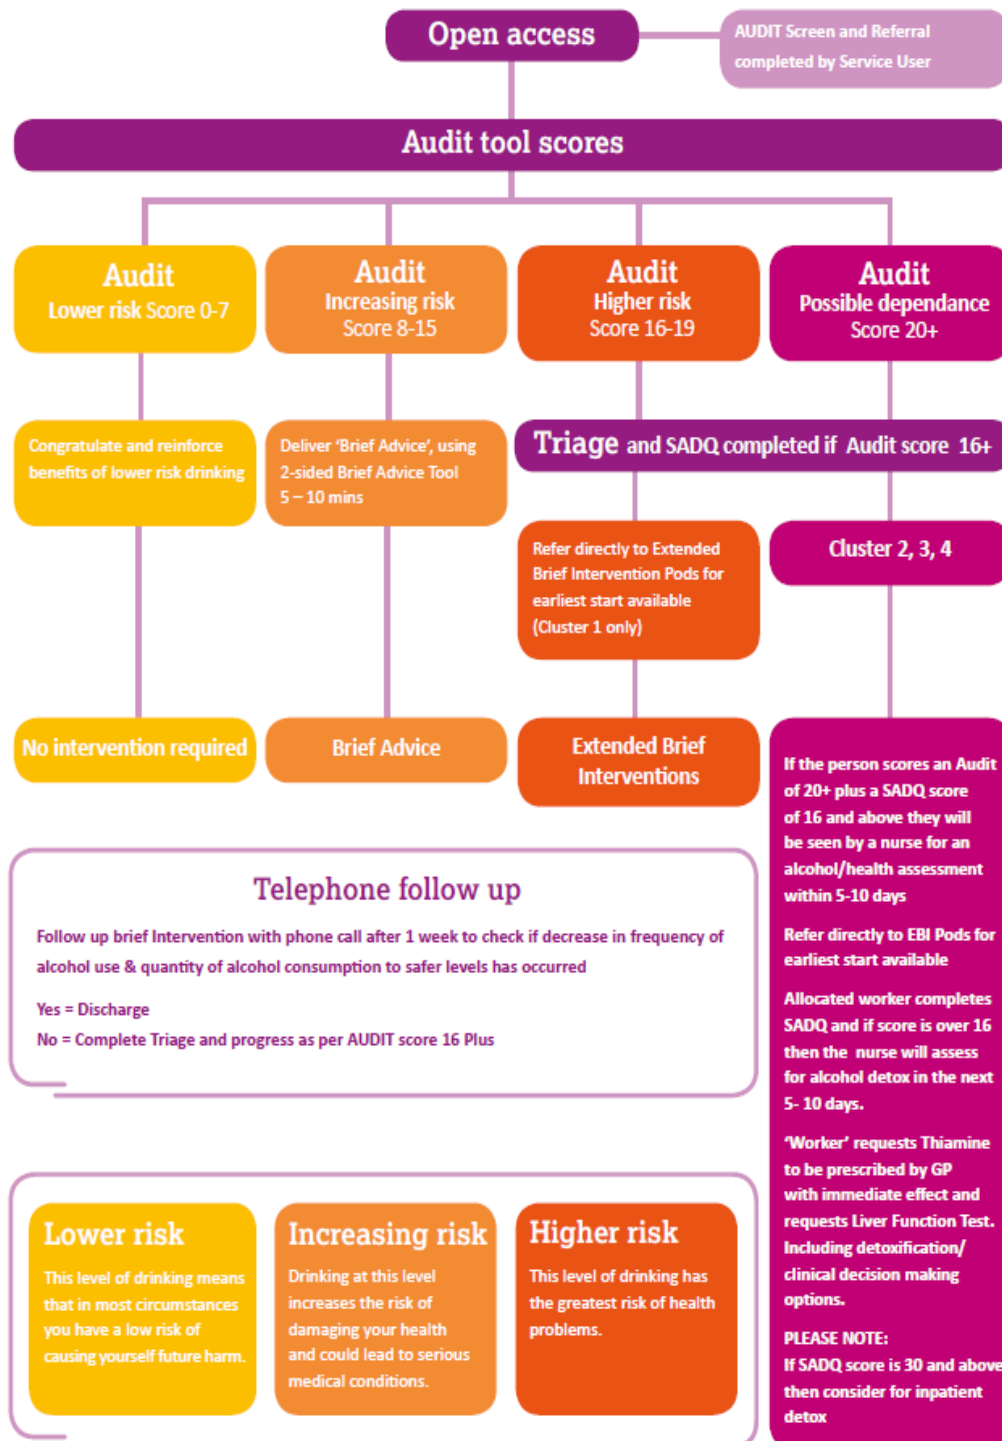 Open access
AUDIT Screen and Referral
completed by Service User
Audit tool scores
Audit
Lower risk Score 0-7
Audit
Increasing risk
Score 8-15
Audit
Higher risk
Score 16-19
Audit
Possible dependance
Score 20+
Congratulate and reinforce
benefits of lower risk drinking
Deliver ‘Brief Advice’, using
2-sided Brief Advice Tool
5 – 10 mins
Triage and SADQ completed if Audit score 16+
Refer directly to Extended
Brief Intervention Pods for
earliest start available
(Cluster 1 only)
Cluster 2, 3, 4
No intervention required
Brief Advice
Extended Brief
Interventions
If the person scores an Audit
of 20+ plus a SADQ score
of 16 and above they will
be seen by a nurse for an
alcohol/health assessment
within 5-10 days
Refer directly to EBI Pods for
earliest start available
Allocated worker completes
SADQ and if score is over 16
then the nurse will assess
for alcohol detox in the next
5- 10 days.
‘Worker’ requests Thiamine
to be prescribed by GP
with immediate effect and
requests Liver Function Test.
Including detoxification/
clinical decision making
options.
PLEASE NOTE:
If SADQ score is 30 and above
then consider for inpatient
detox
Telephone follow up
Follow up brief Intervention with phone call after 1 week to check if decrease in frequency of
alcohol use & quantity of alcohol consumption to safer levels has occurred
Yes = Discharge
No = Complete Triage and progress as per AUDIT score 16 Plus
Lower risk
This level of drinking means
that in most circumstances
you have a low risk of
causing yourself future harm.
Increasing risk
Drinking at this level
increases the risk of
damaging your health
and could lead to serious
medical conditions.
Higher risk
This level of drinking has
the greatest risk of health
problems.